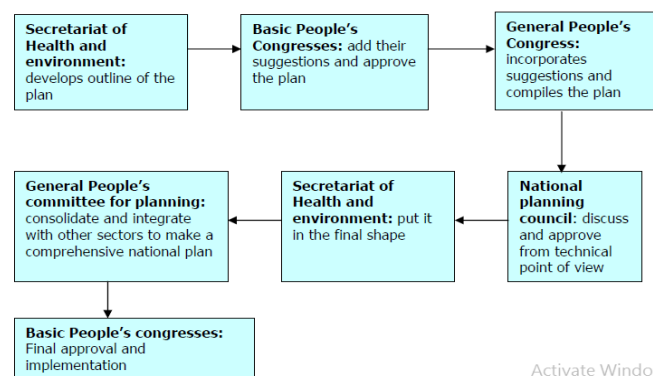 Secretariat of
Health and
environment:
develops outline of the
plan
Basic People's
Congresses: add their
suggestions and approve
the plan
General People's
Congress:
incorporates
suggestions and
compiles the plan
National
planning
council: discuss
and approve
from technical
point of view
Secretariat of
Health and
environment: put it
in the final shape
General People's
committee for planning:
consolidate and integrate
with other sectors to make a
comprehensive national plan
Basic People's congresses:
Final approval and
implementation
Activate Windo